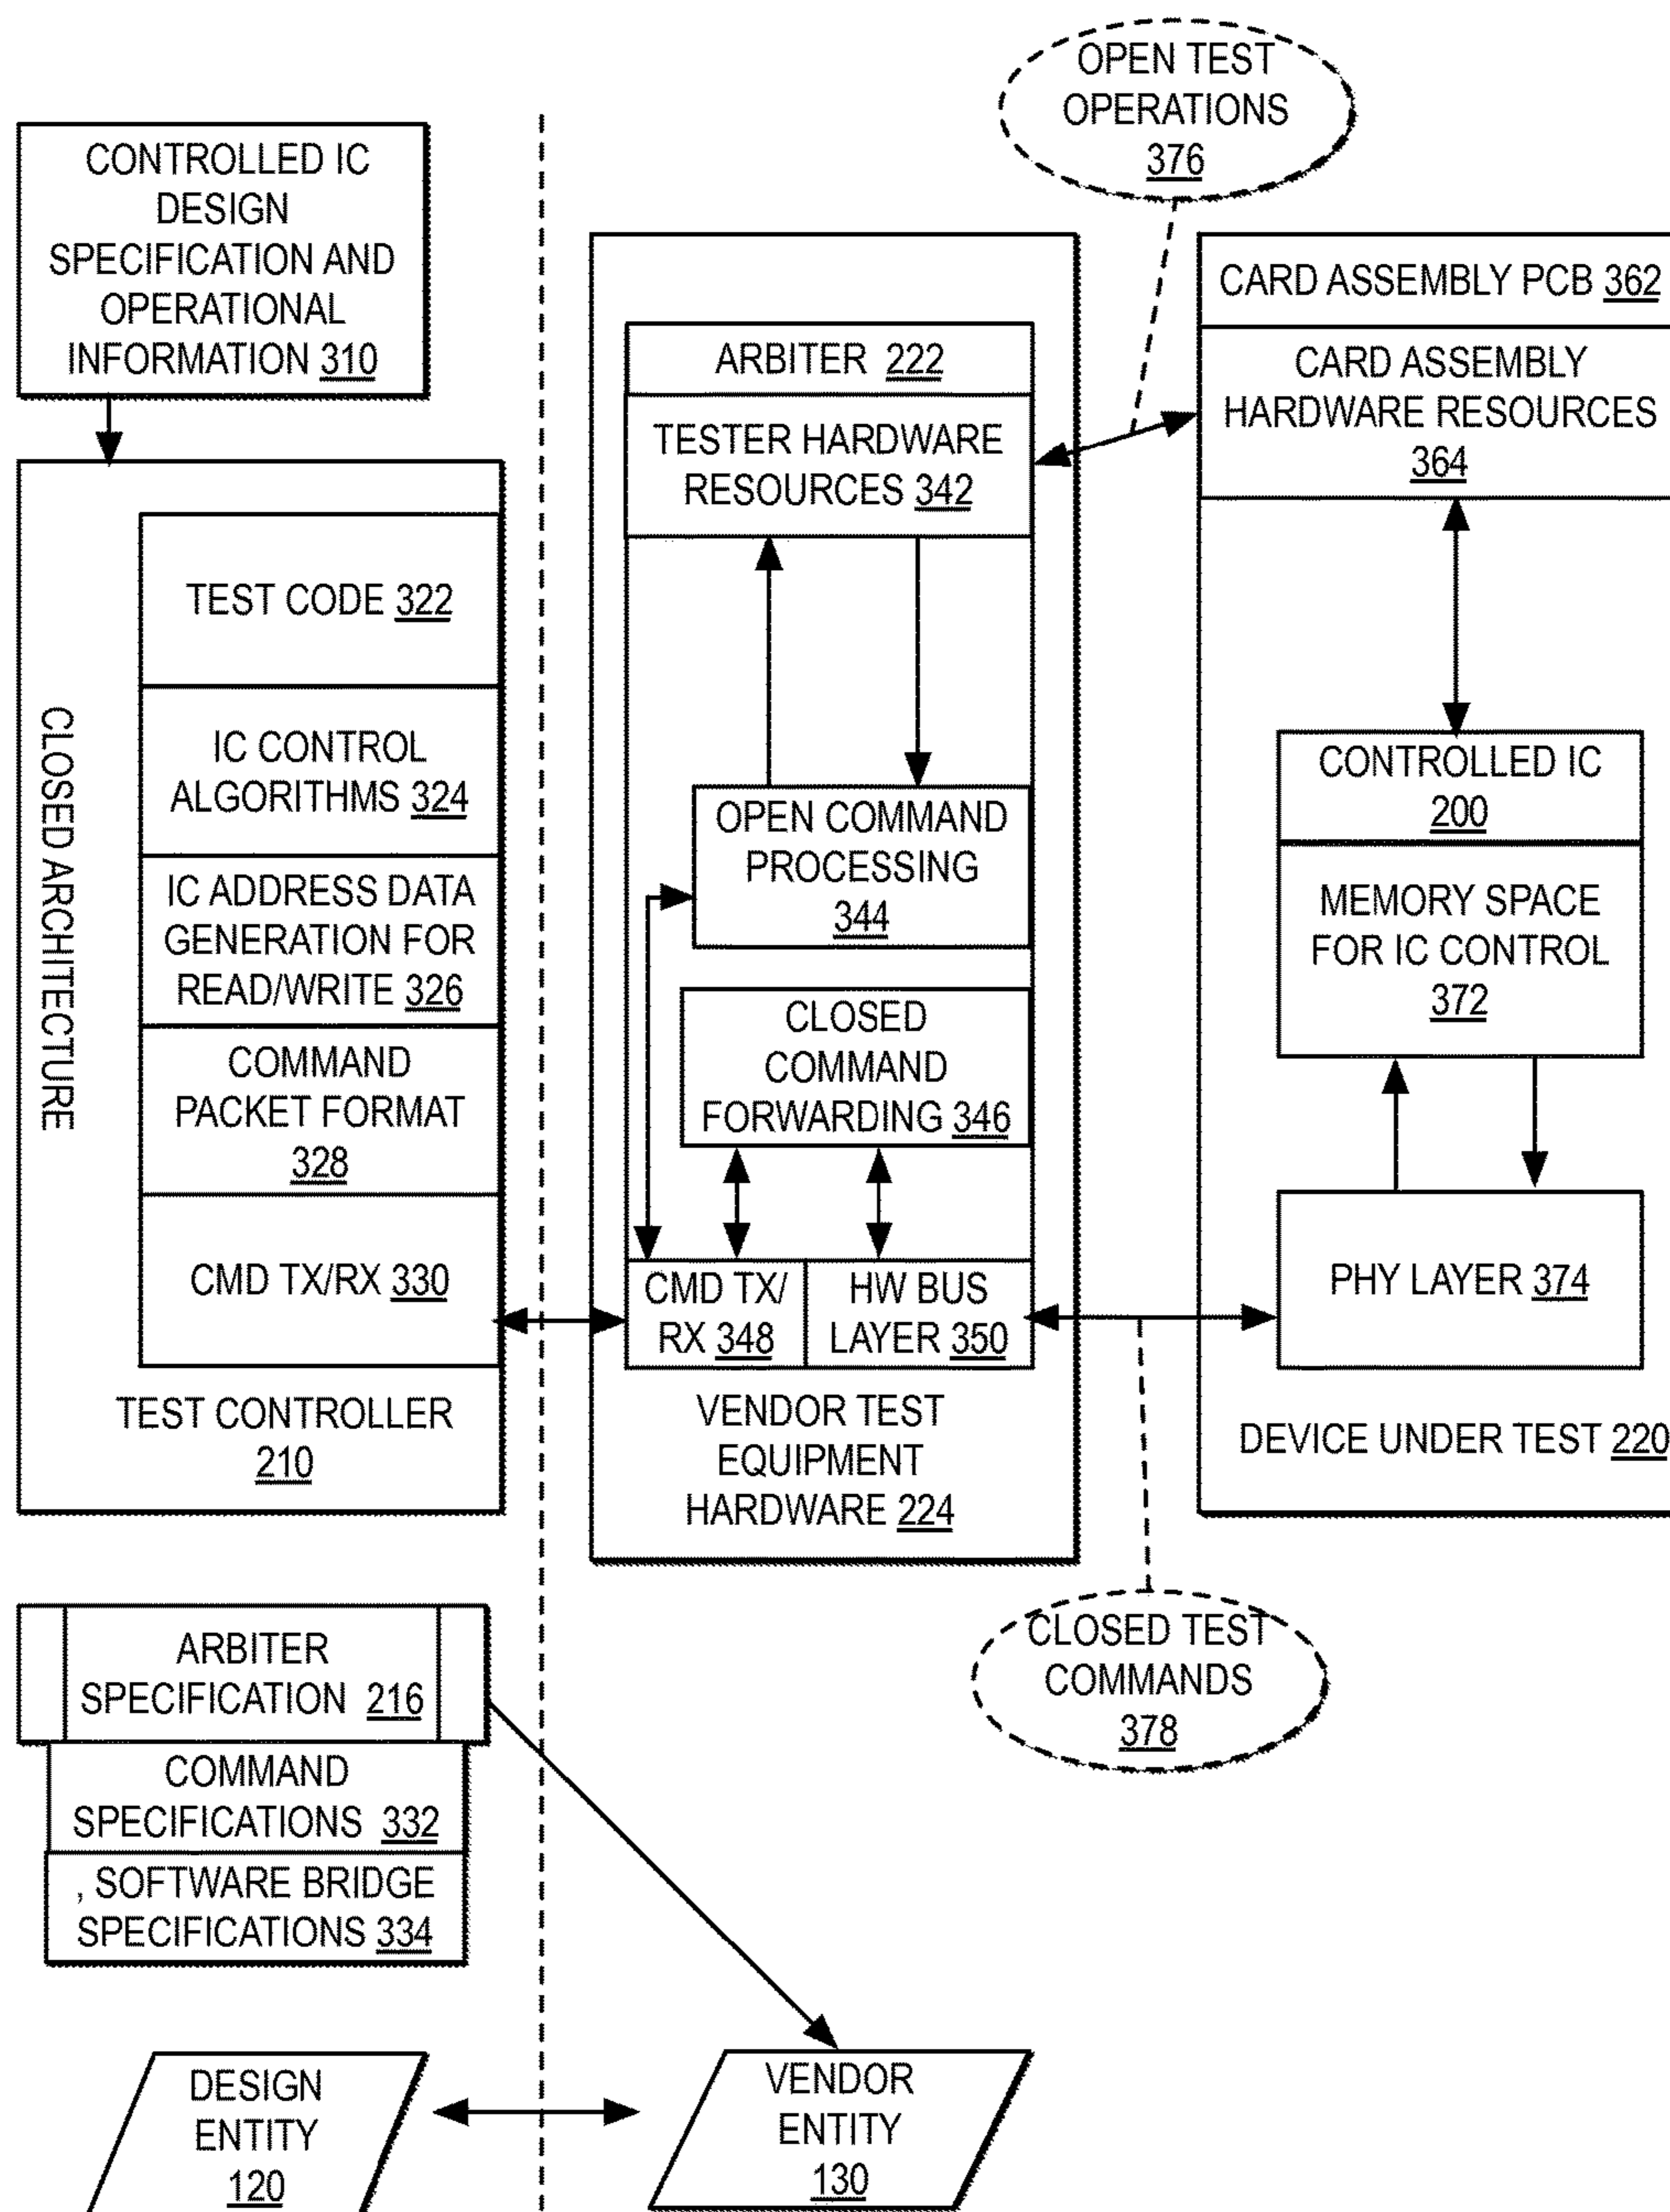 CONTROLLED IC
DESIGN
SPECIFICATION AND
OPERATIONAL
INFORMATION 310
CLOSED ARCHITECTURE
TEST CODE 322
IC CONTROL
ALGORITHMS 324
IC ADDRESS DATA
GENERATION FOR
READ/WRITE 326
COMMAND
PACKET FORMAT
328
CMD TX/RX 330
TEST CONTROLLER
210
ARBITER
SPECIFICATION 216
COMMAND
SPECIFICATIONS 332
, SOFTWARE BRIDGE
SPECIFICATIONS 334
DESIGN
ENTITY
120
ARBITER 222
TESTER HARDWARE
RESOURCES 342
OPEN COMMAND
PROCESSING
344
CLOSED
COMMAND
FORWARDING 346
CMD TX/
RX 348
HW BUS
LAYER 350
VENDOR TEST
EQUIPMENT
HARDWARE 224
VENDOR
ENTITY
130
OPEN TEST
OPERATIONS
376
CARD ASSEMBLY PCB 362
CARD ASSEMBLY
HARDWARE RESOURCES
364
CONTROLLED IC
200
MEMORY SPACE
FOR IC CONTROL
372
PHY LAYER 374
DEVICE UNDER TEST 220
CLOSED TEST
COMMANDS
378